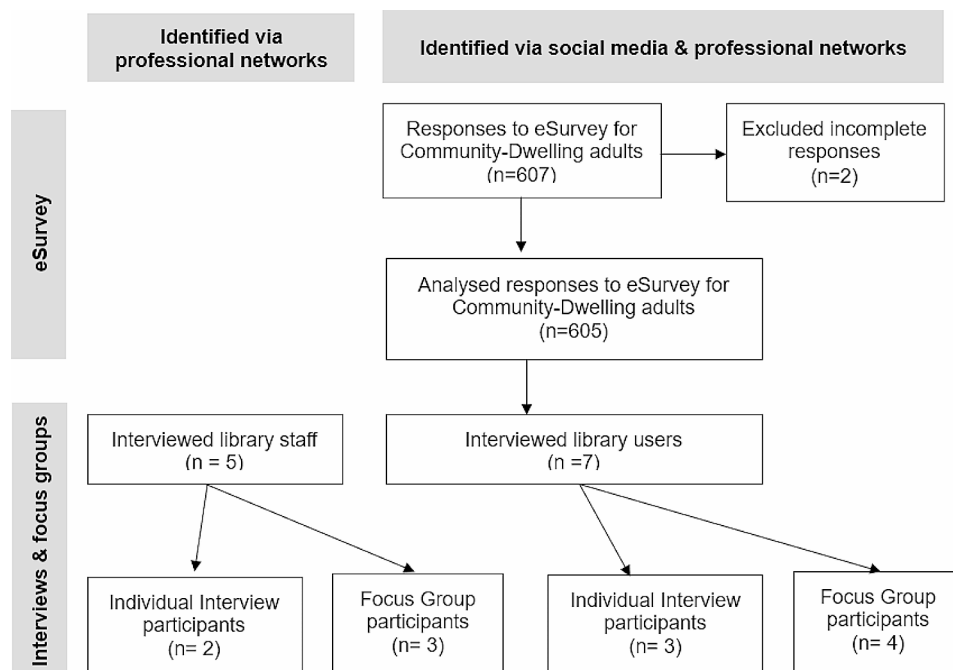 Identified via
professional networks
Identified via social media & professional networks
eSurvey
Responses to eSurvey for
Community-Dwelling adults
(n=607)
Excluded incomplete
responses
(n=2)
Analysed responses to eSurvey for
Community-Dwelling adults
(n=605)
Interviews & focus groups
Interviewed library staff
(n = 5)
Interviewed library users
(n =7)
Individual Interview
participants
(n= 2)
Focus Group
participants
(n= 3)
Individual Interview
participants
(n= 3)
Focus Group
participants
(n= 4)